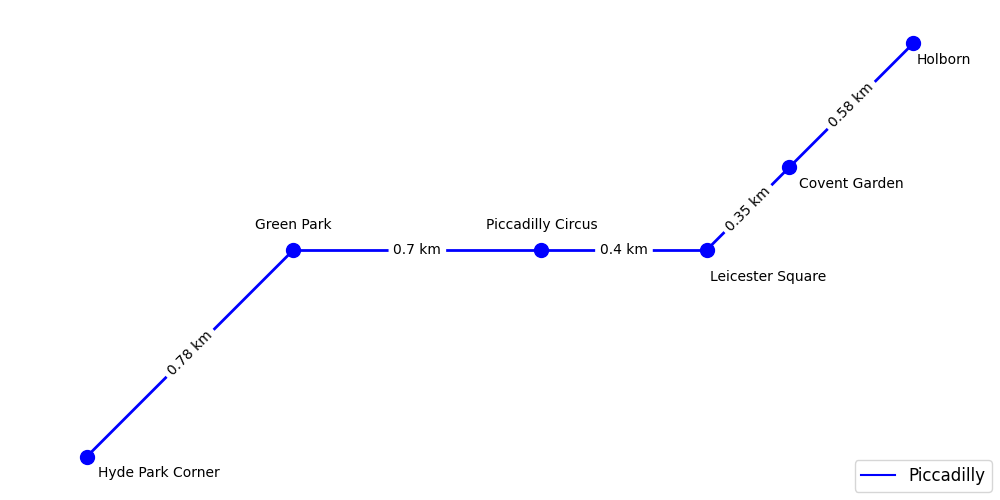 Holborn
0.58 km
Covent Garden
0.35 km
Green Park
Piccadilly Circus
0.7 km
0.4 km
Leicester Square
0.78 km
Hyde Park Corner
Piccadilly